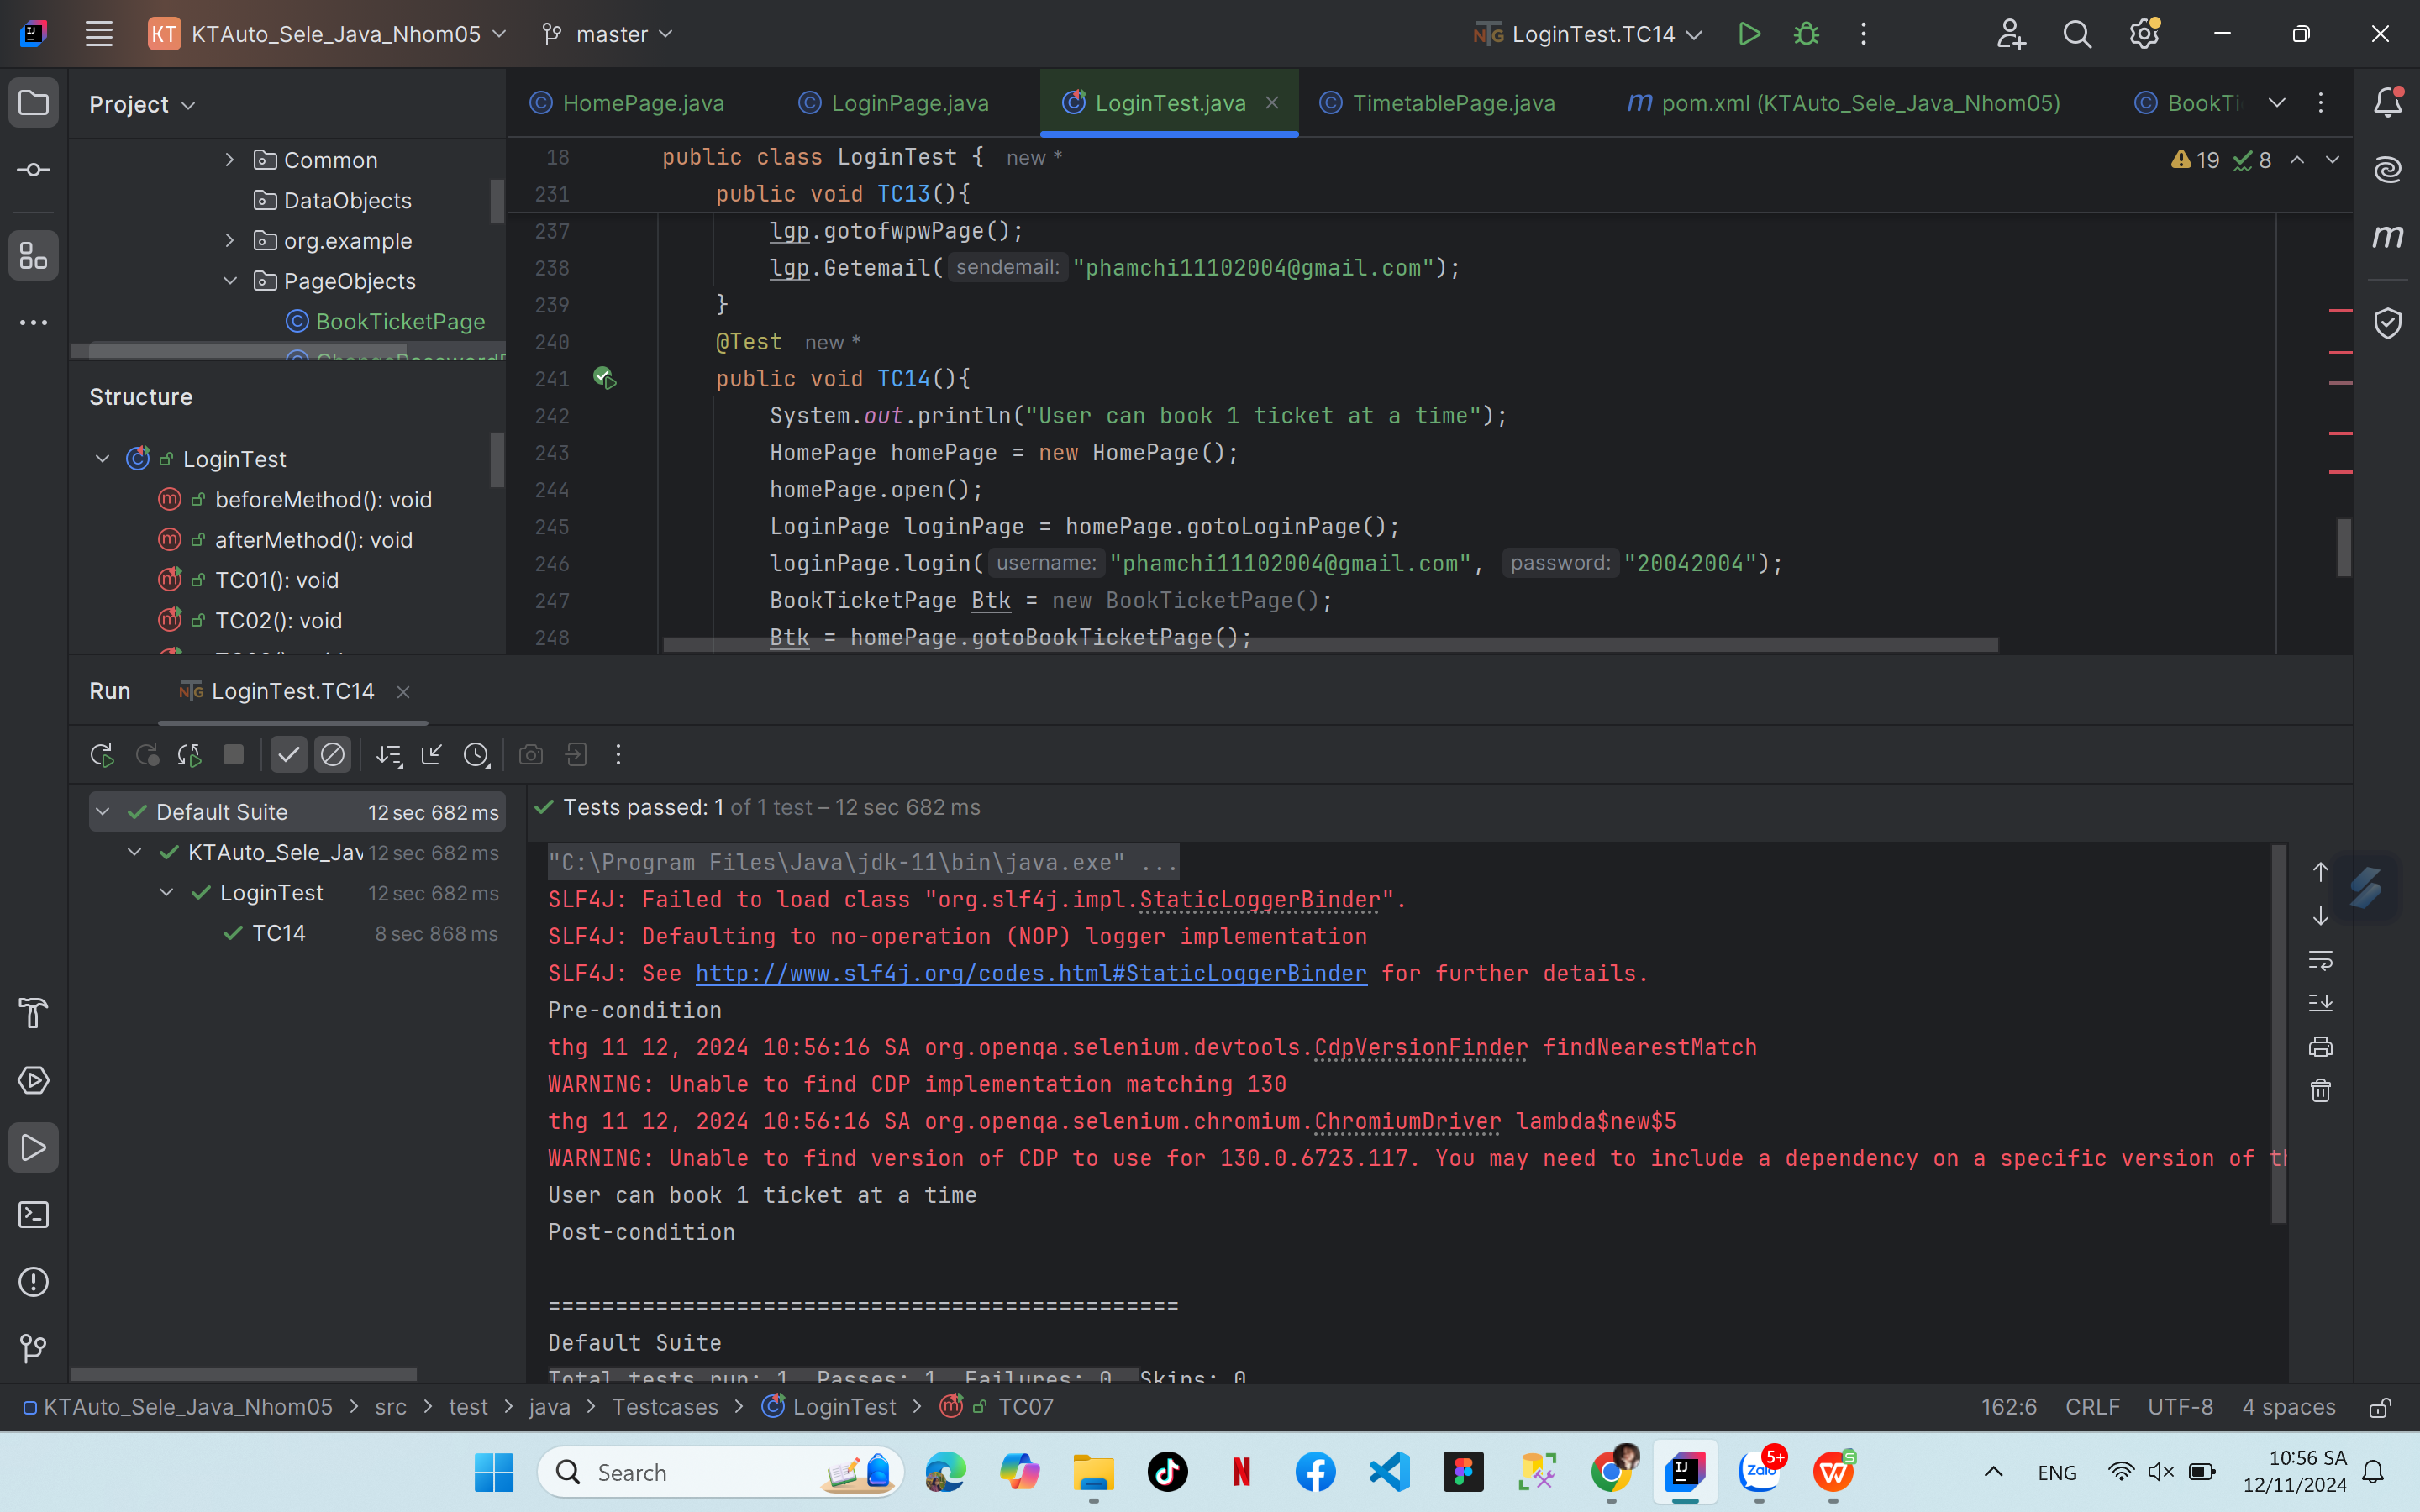 KT KTAuto_Sele_Java_Nhom05 master LoginTest.TC14
Project
HomePage.java LoginPage.java LoginTest.java TimetablePage.java pom.xml (KTAuto_Sele_Java_Nhom05) BookTi
Common
DataObjects
org.example
PageObjects
BookTicketPage
Structure
LoginTest
beforeMethod(): void
afterMethod(): void
TC01(): void
TC02(): void
18 public class LoginTest { new *
19 8
231 public void TC13(){
237 lgp.gotofwpwPage();
238 lgp.Getemail( sendemail: "phamchi11102004@gmail.com");
239 }
240 @Test new *
241 public void TC14(){
242 System.out.println("User can book 1 ticket at a time");
243 HomePage homePage = new HomePage();
244 homePage.open();
245 LoginPage loginPage = homePage.gotoLoginPage();
246 loginPage.login( username: "phamchi11102004@gmail.com", password: "20042004");
247 BookTicketPage Btk = new BookTicketPage();
248 Btk = homePage.gotoBookTicketPage();
Run LoginTest.TC14
Default Suite 12 sec 682 ms
KTAuto_Sele_Jav 12 sec 682 ms
LoginTest 12 sec 682 ms
TC14 8 sec 868 ms
Tests passed: 1 of 1 test – 12 sec 682 ms
"C:\Program Files\Java\jdk-11\bin\java.exe" ...
SLF4J: Failed to load class "org.slf4j.impl.StaticLoggerBinder".
SLF4J: Defaulting to no-operation (NOP) logger implementation
SLF4J: See http://www.slf4j.org/codes.html#StaticLoggerBinder for further details.
Pre-condition
thg 11 12, 2024 10:56:16 SA org.openqa.selenium.devtools.CdpVersionFinder findNearestMatch
WARNING: Unable to find CDP implementation matching 130
thg 11 12, 2024 10:56:16 SA org.openqa.selenium.chromium.ChromiumDriver lambda$new$5
WARNING: Unable to find version of CDP to use for 130.0.6723.117. You may need to include a dependency on a specific version of th
User can book 1 ticket at a time
Post-condition
===============================================
Default Suite
Total tests run: 1, Passes: 1, Failures: 0, Skips: 0
KTAuto_Sele_Java_Nhom05 > src > test > java > Testcases > LoginTest > TC07
162:6 CRLF UTF-8 4 spaces
Search
Zalo 5+
ENG
10:56 SA
12/11/2024